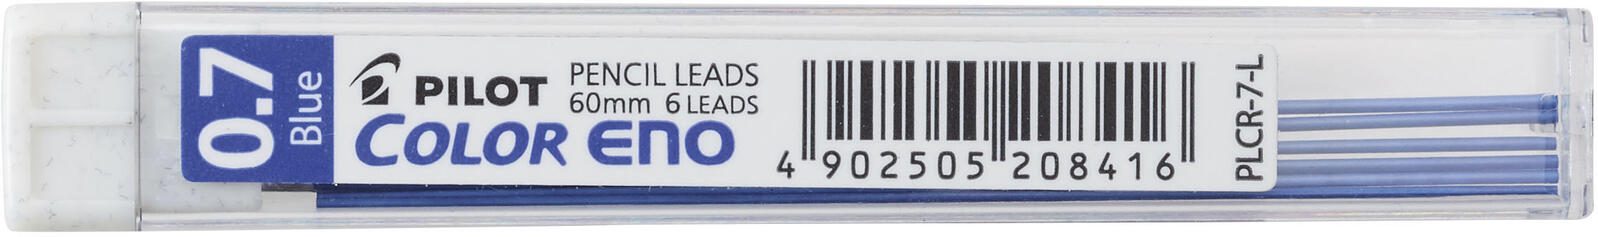 0.7
Blue
PILOT
PENCIL LEADS
60mm 6 LEADS
COLOR ENO
4 902505 208416
PLCR-7-L